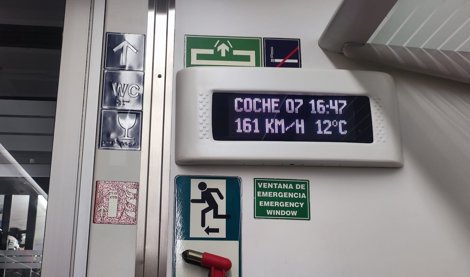 WC
COCHE 07 16:47
161 KM/H 12°C
VENTANA DE
EMERGENCIA
EMERGENCY
WINDOW